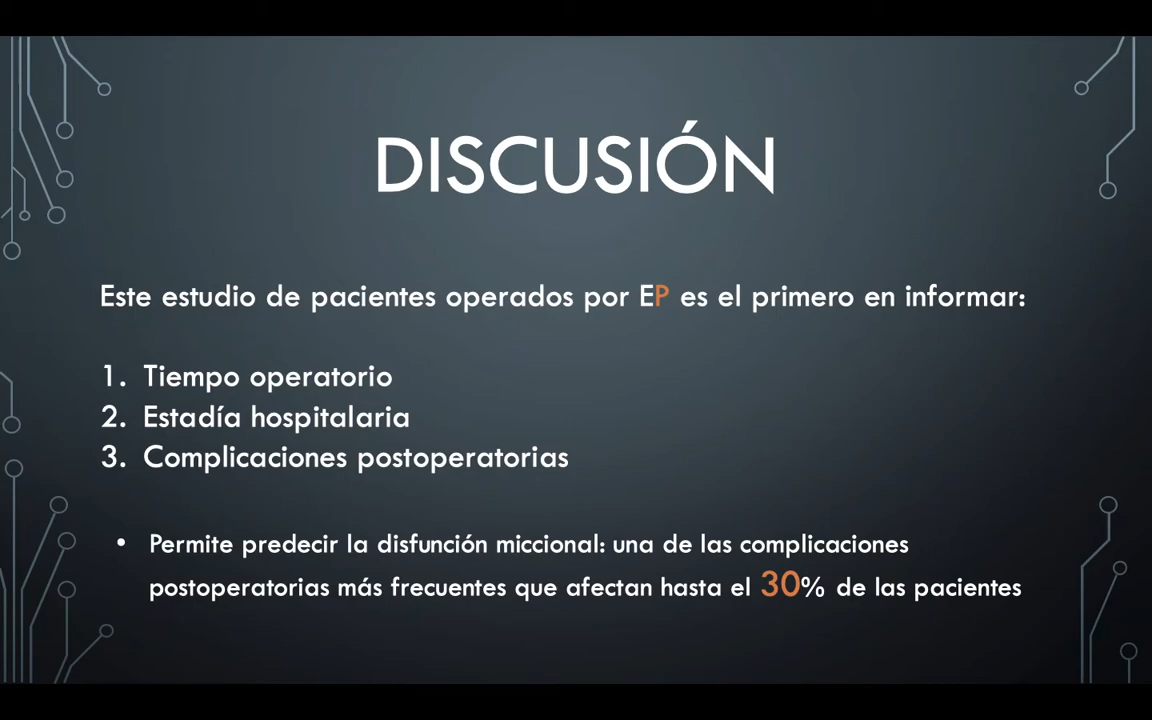 DISCUSIÓN
Este estudio de pacientes operados por EP es el primero en informar:
1. Tiempo operatorio
2. Estadía hospitalaria
3. Complicaciones postoperatorias
• Permite predecir la disfunción miccional: una de las complicaciones
postoperatorias más frecuentes que afectan hasta el 30% de las pacientes